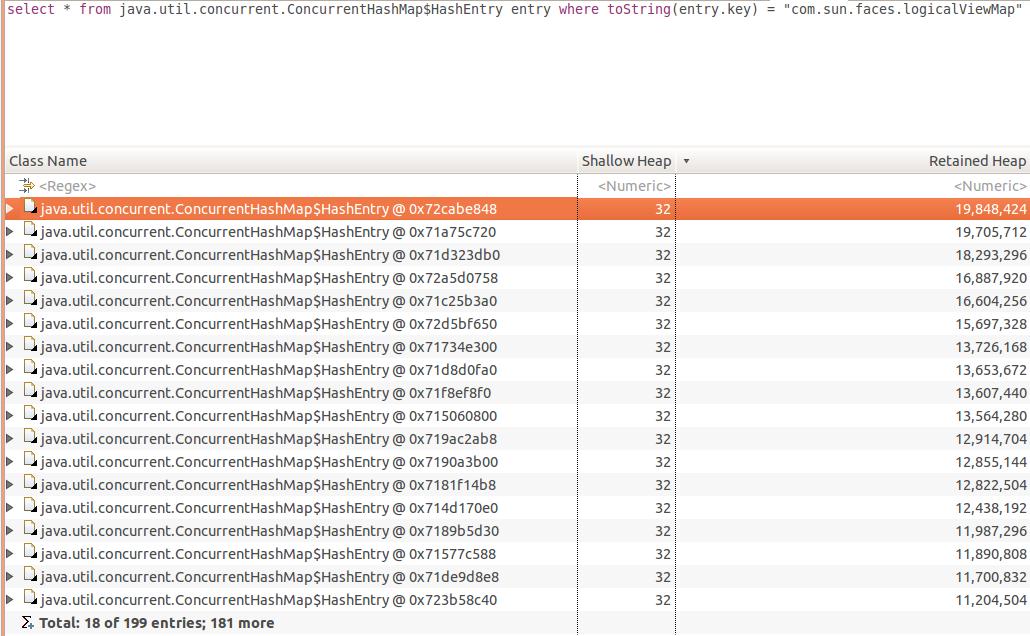 select * from java.util.concurrent.ConcurrentHashMap$HashEntry entry where toString(entry.key) = "com.sun.faces.logicalViewMap"
Class Name Shallow Heap Retained Heap
<Regex> <Numeric> <Numeric>
java.util.concurrent.ConcurrentHashMap$HashEntry @ 0x72cabe848 32 19,848,424
java.util.concurrent.ConcurrentHashMap$HashEntry @ 0x71a75c720 32 19,705,712
java.util.concurrent.ConcurrentHashMap$HashEntry @ 0x71d323db0 32 18,293,296
java.util.concurrent.ConcurrentHashMap$HashEntry @ 0x72a5d0758 32 16,887,920
java.util.concurrent.ConcurrentHashMap$HashEntry @ 0x71c25b3a0 32 16,604,256
java.util.concurrent.ConcurrentHashMap$HashEntry @ 0x72d5bf650 32 15,697,328
java.util.concurrent.ConcurrentHashMap$HashEntry @ 0x71734e300 32 13,726,168
java.util.concurrent.ConcurrentHashMap$HashEntry @ 0x71d8d0fa0 32 13,653,672
java.util.concurrent.ConcurrentHashMap$HashEntry @ 0x71f8ef8f0 32 13,607,440
java.util.concurrent.ConcurrentHashMap$HashEntry @ 0x715060800 32 13,564,280
java.util.concurrent.ConcurrentHashMap$HashEntry @ 0x719ac2ab8 32 12,914,704
java.util.concurrent.ConcurrentHashMap$HashEntry @ 0x7190a3b00 32 12,855,144
java.util.concurrent.ConcurrentHashMap$HashEntry @ 0x7181f14b8 32 12,822,504
java.util.concurrent.ConcurrentHashMap$HashEntry @ 0x714d170e0 32 12,438,192
java.util.concurrent.ConcurrentHashMap$HashEntry @ 0x7189b5d30 32 11,987,296
java.util.concurrent.ConcurrentHashMap$HashEntry @ 0x71577c588 32 11,890,808
java.util.concurrent.ConcurrentHashMap$HashEntry @ 0x71de9d8e8 32 11,700,832
java.util.concurrent.ConcurrentHashMap$HashEntry @ 0x723b58c40 32 11,204,504
Total: 18 of 199 entries; 181 more